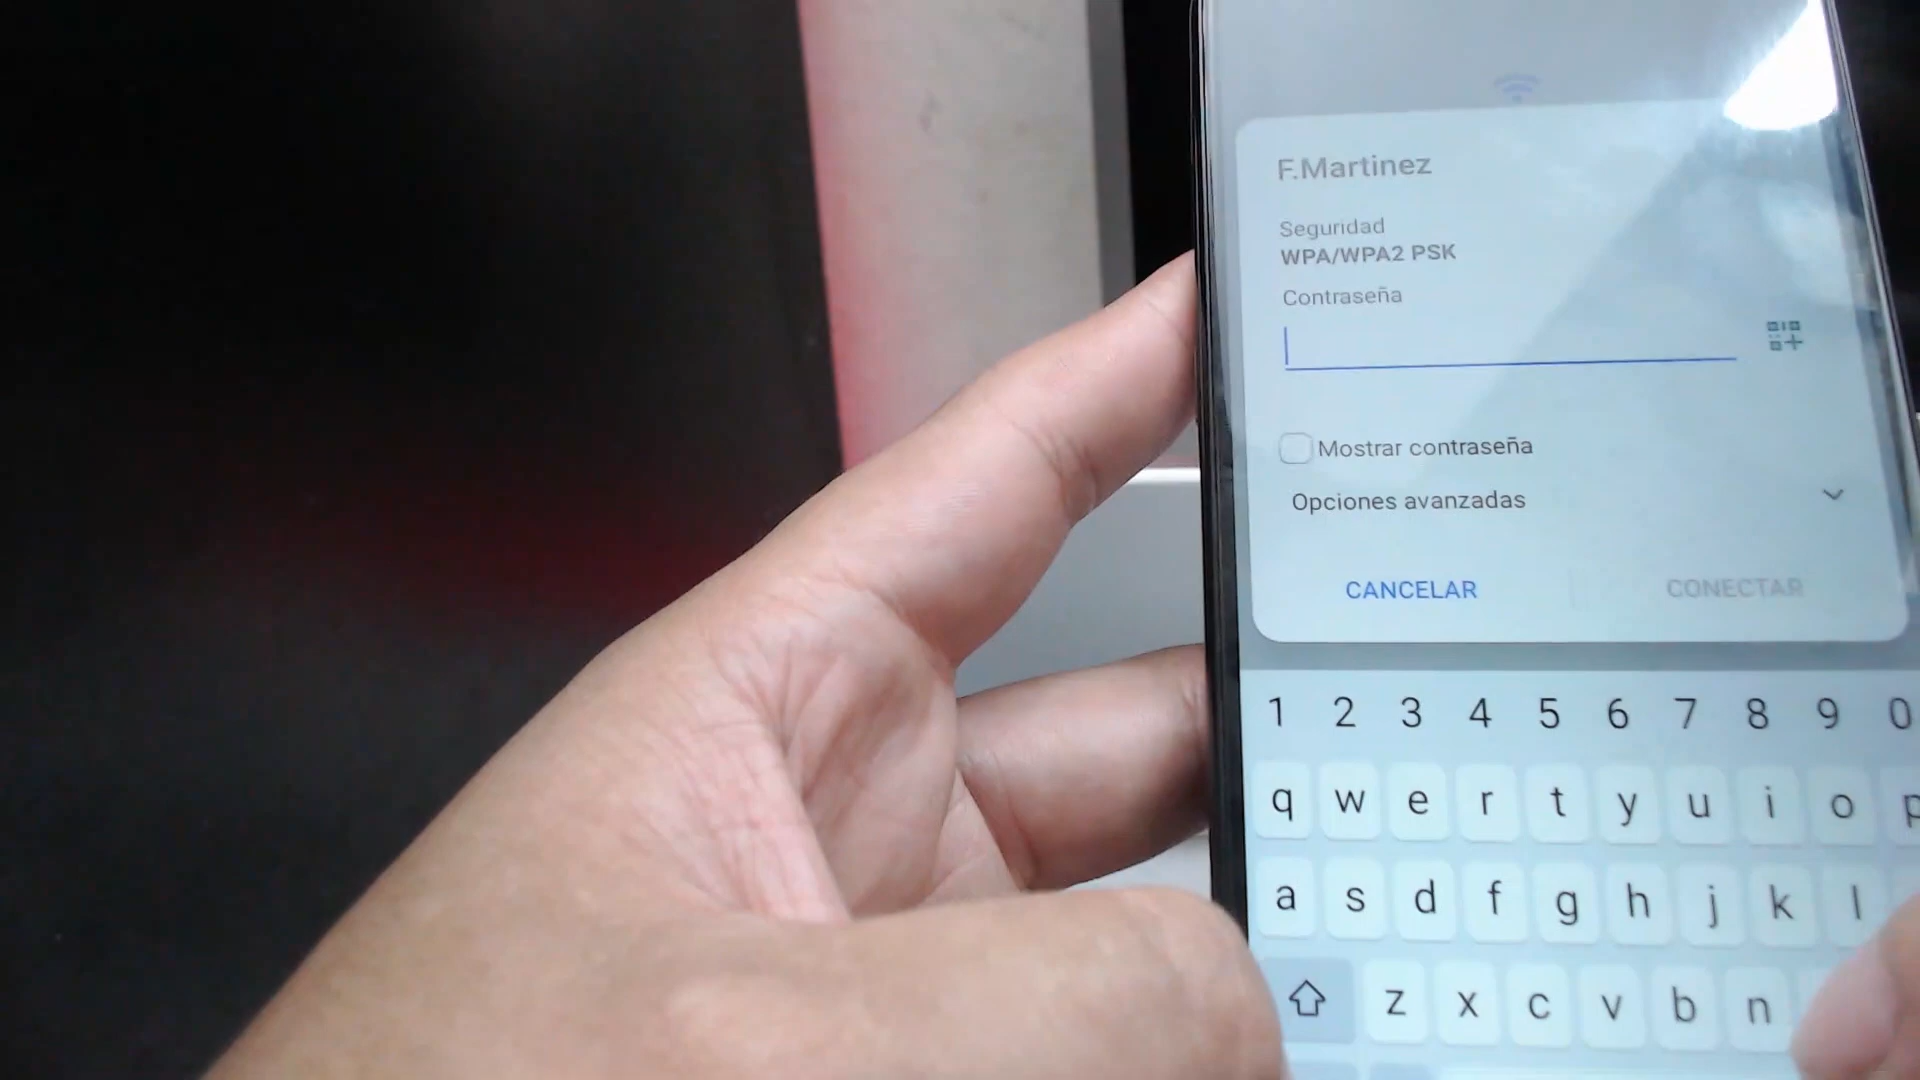 F.Martinez
Seguridad
WPA/WPA2 PSK
Contraseña
Mostrar contraseña
Opciones avanzadas
CANCELAR
CONECTAR
1 2 3 4 5 6 7 8 9 0
q w e r t y u i o p
a s d f g h j k l
z x c v b n